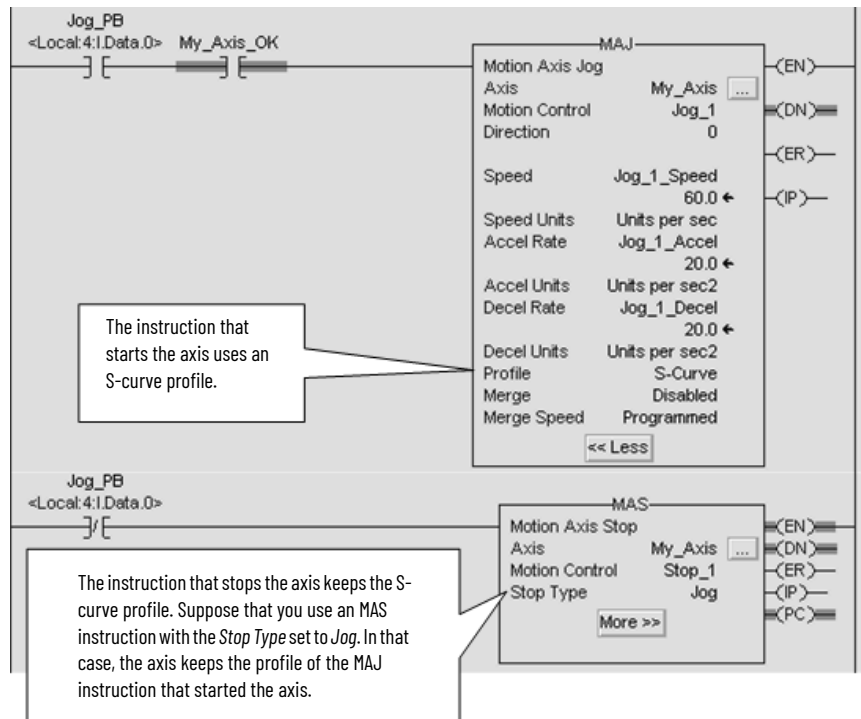 Jog_PB
<Local:4:I.Data.0> My_Axis_OK
MAJ
Motion Axis Jog
Axis My_Axis ...
Motion Control Jog_1
Direction 0
Speed Jog_1_Speed
60.0 ←
Speed Units Units per sec
Accel Rate Jog_1_Accel
20.0 ←
Accel Units Units per sec2
Decel Rate Jog_1_Decel
20.0 ←
Decel Units Units per sec2
Profile S-Curve
Merge Disabled
Merge Speed Programmed
<< Less
(EN)
(DN)
(ER)
(IP)
The instruction that
starts the axis uses an
S-curve profile.
Jog_PB
<Local:4:I.Data.0>
MAS
Motion Axis Stop
Axis My_Axis ...
Motion Control Stop_1
Stop Type Jog
More >>
(EN)
(DN)
(ER)
(IP)
(PC)
The instruction that stops the axis keeps the S-
curve profile. Suppose that you use an MAS
instruction with the Stop Type set to Jog. In that
case, the axis keeps the profile of the MAJ
instruction that started the axis.